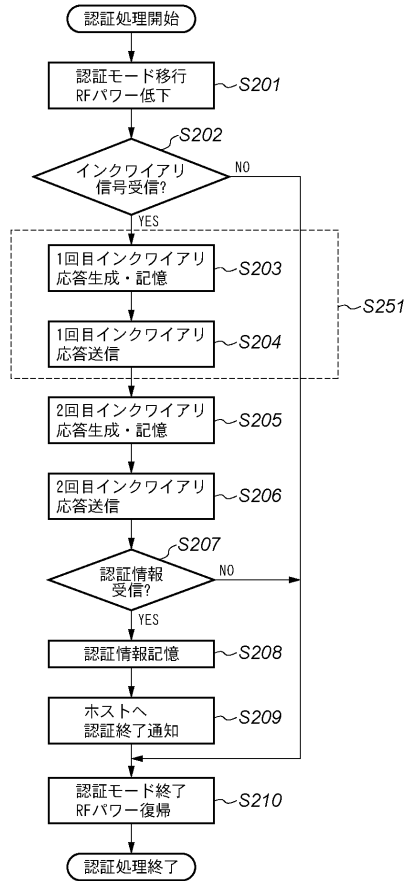 認証処理開始
認証モード移行
RFパワー低下
S201
インクワイアリ
信号受信?
S202
NO
YES
1回目インクワイアリ
応答生成・記憶
S203
1回目インクワイアリ
応答送信
S204
S251
2回目インクワイアリ
応答生成・記憶
S205
2回目インクワイアリ
応答送信
S206
認証情報
受信?
S207
NO
YES
認証情報記憶
S208
ホストへ
認証終了通知
S209
認証モード終了
RFパワー復帰
S210
認証処理終了